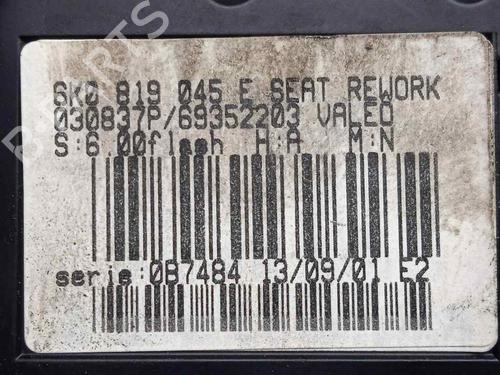 6K0 819 045 E SEAT REWORK
030837P/69352203 VALEO
S:6 00flash H:A M:N
serie:0B7484 13/09/01 E2